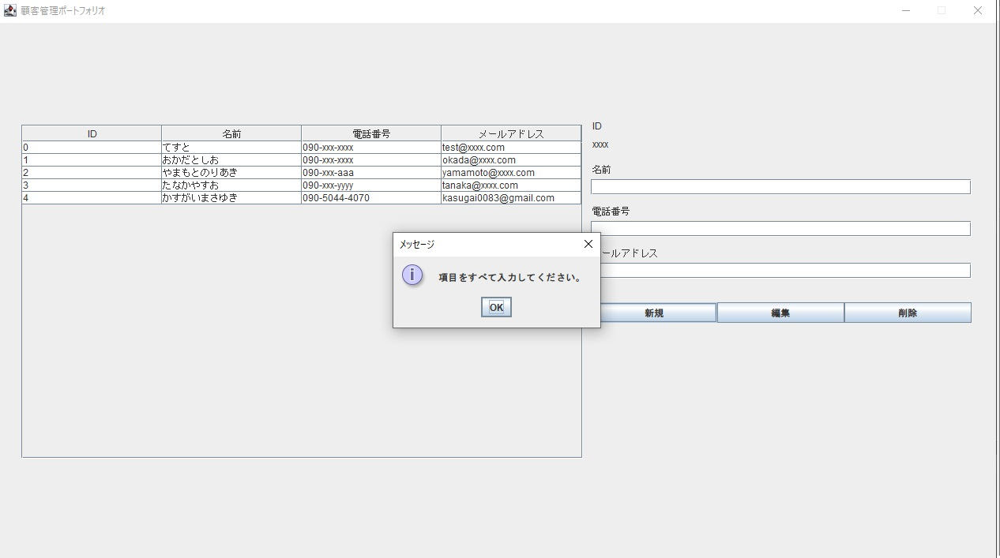 顧客管理ポートフォリオ
ID 名前 電話番号 メールアドレス
0 てすと 090-xxx-xxxx test@xxxx.com
1 おかだとしお 090-xxx-xxxx okada@xxxx.com
2 やまもとのりあき 090-xxx-aaa yamamoto@xxxx.com
3 たなかやすお 090-xxx-yyyy tanaka@xxxx.com
4 かすがいまさゆき 090-5044-4070 kasugai0083@gmail.com
ID
xxxx
名前
電話番号
ールアドレス
新規 編集 削除
メッセージ
項目をすべて入力してください。
OK